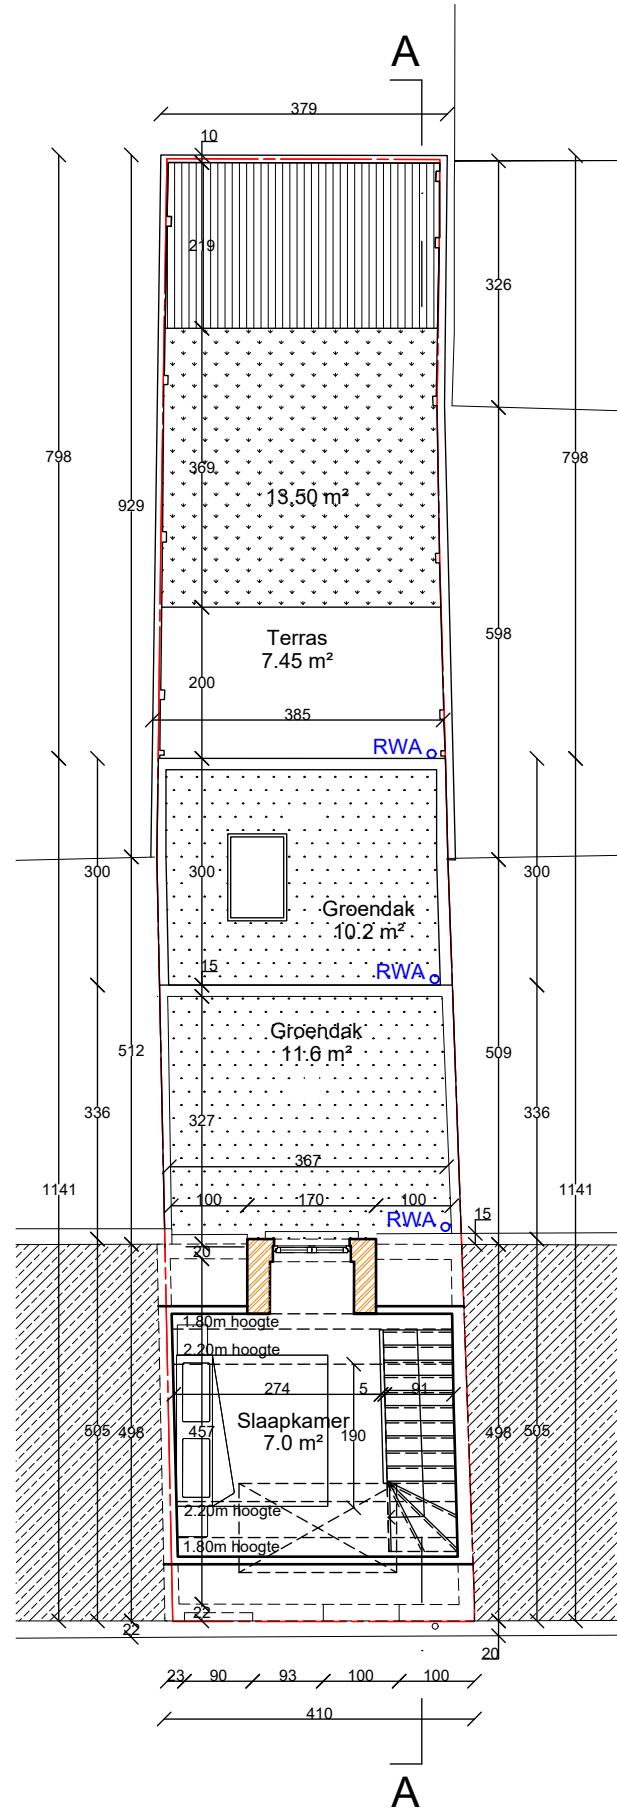 A
379
10
219
326
798
369
798
13.50 m²
929
Terras
7.45 m²
598
200
385
RWA
300
300
300
Groendak
10.2 m²
15
RWA
Groendak
11.6 m²
512
509
336
327
336
367
1141
100
170
100
1141
RWA
15
20
1.80m hoogte
2.20m hoogte
274
5
91
Slaapkamer
7.0 m²
505
498
457
190
498
505
2.20m hoogte
1.80m hoogte
22
22
20
23
90
93
100
100
410
A